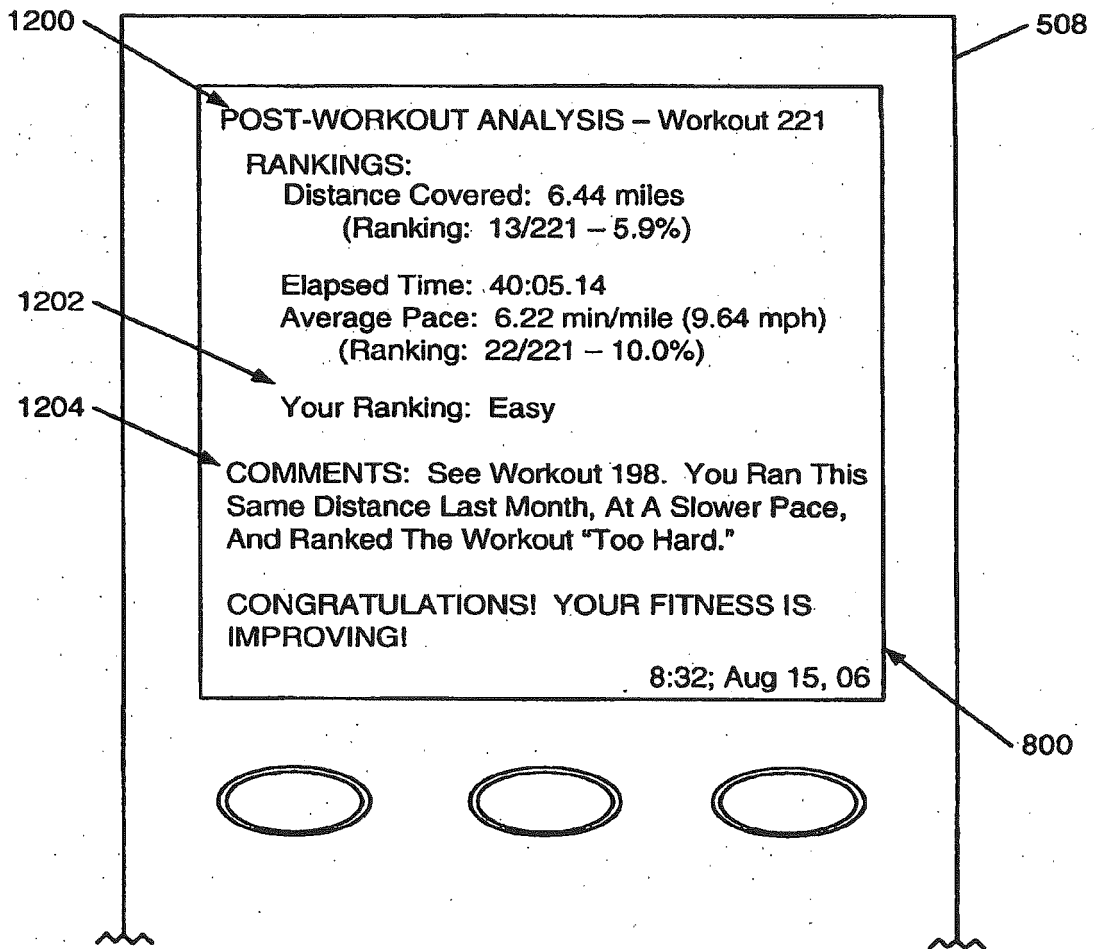 1200
508
POST-WORKOUT ANALYSIS – Workout 221
RANKINGS:
Distance Covered: 6.44 miles
(Ranking: 13/221 – 5.9%)
Elapsed Time: 40:05.14
1202
Average Pace: 6.22 min/mile (9.64 mph)
(Ranking: 22/221 – 10.0%)
1204
Your Ranking: Easy
COMMENTS: See Workout 198. You Ran This
Same Distance Last Month, At A Slower Pace,
And Ranked The Workout "Too Hard."
CONGRATULATIONS! YOUR FITNESS IS
IMPROVING!
8:32; Aug 15, 06
800